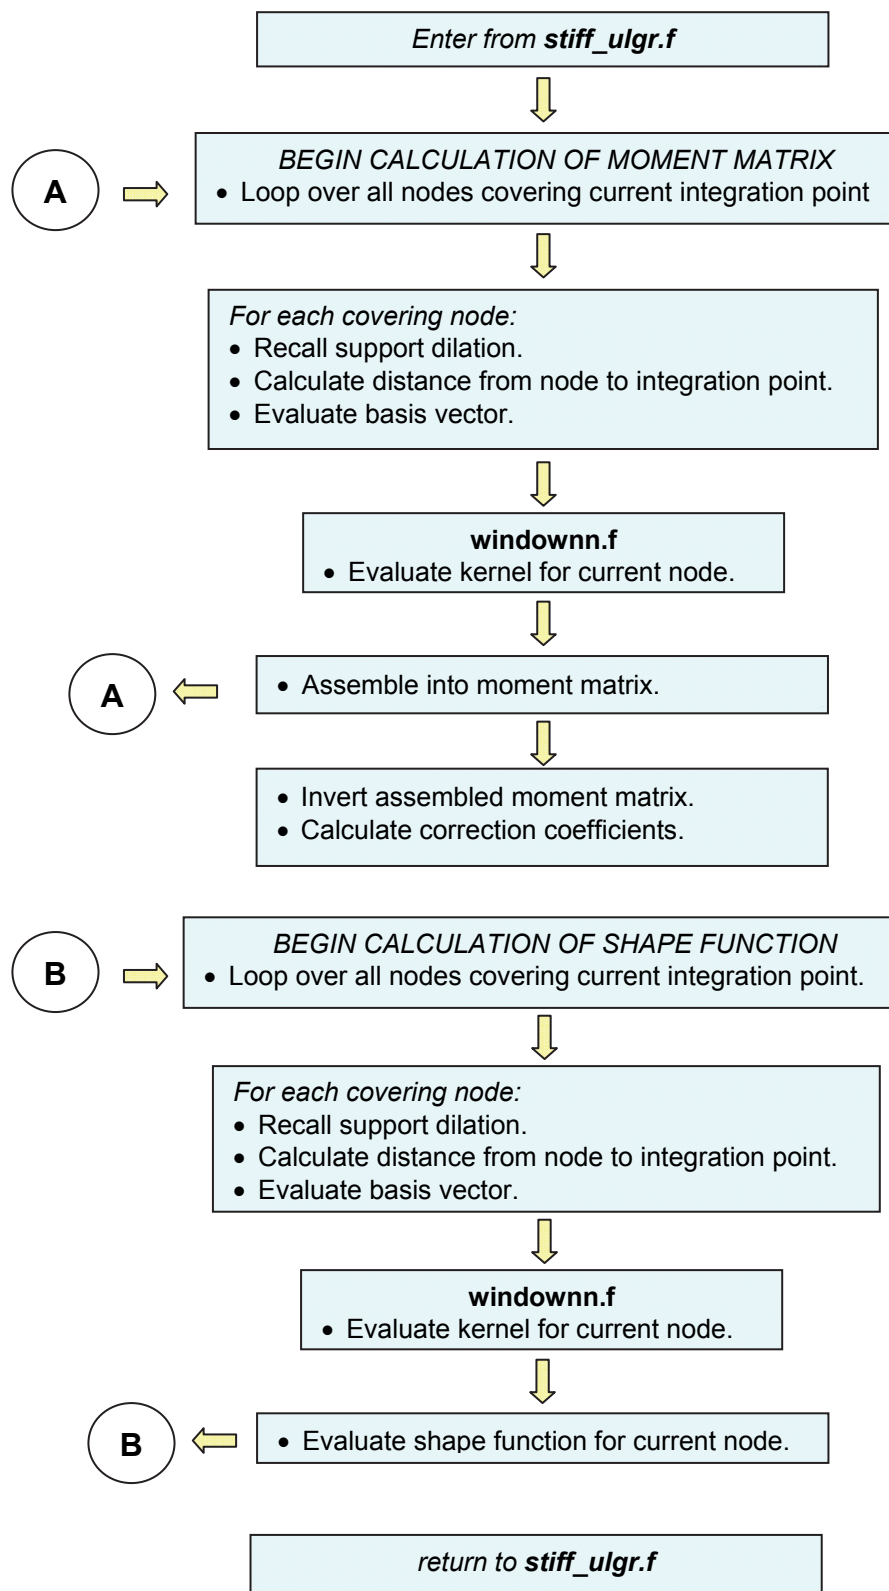 Enter from stiff_ulgr.f
BEGIN CALCULATION OF MOMENT MATRIX
A
• Loop over all nodes covering current integration point
For each covering node:
• Recall support dilation.
• Calculate distance from node to integration point.
• Evaluate basis vector.
windownn.f
• Evaluate kernel for current node.
A
• Assemble into moment matrix.
• Invert assembled moment matrix.
• Calculate correction coefficients.
BEGIN CALCULATION OF SHAPE FUNCTION
B
• Loop over all nodes covering current integration point.
For each covering node:
• Recall support dilation.
• Calculate distance from node to integration point.
• Evaluate basis vector.
windownn.f
• Evaluate kernel for current node.
B
• Evaluate shape function for current node.
return to stiff_ulgr.f